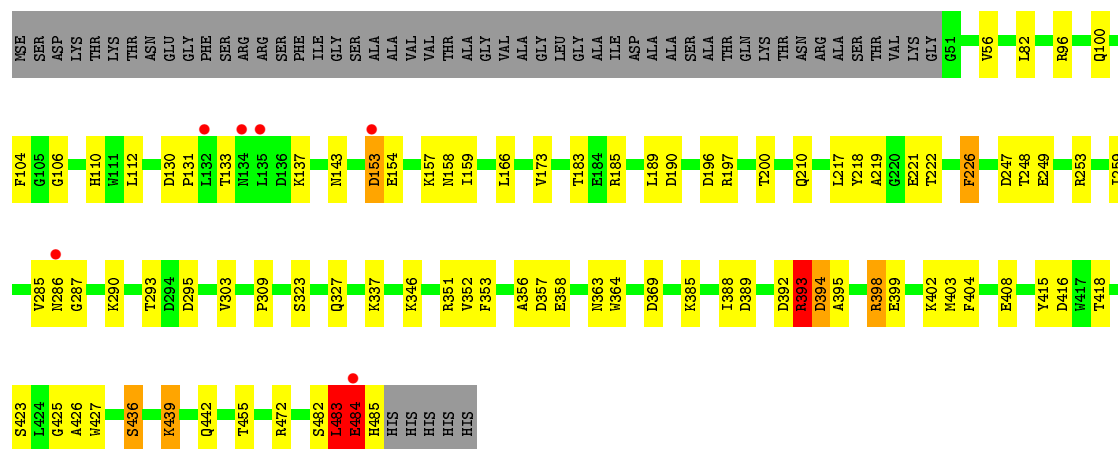 MSE SER ASP LYS THR LYS THR ASN GLU GLY PHE SER ARG ARG SER PHE ILE GLY SER ALA ALA VAL VAL THR ALA GLY VAL ALA GLY LEU GLY ALA ILE ASP ALA ALA SER ALA THR GLN LYS THR ASN ARG ALA SER THR VAL LYS GLY G51 V56 L82 R96 Q100
F104 G105 G106 H110 W111 L112 D130 P131 L132 T133 N134 L135 D136 K137 N143 D153 E154 K157 N158 I159 L166 V173 T183 E184 R185 L189 D190 D196 R197 T200 Q210 L217 Y218 A219 G220 E221 T222 F226 D247 T248 E249 R253
V285 N286 G287 K290 T293 D294 D295 V303 P309 S323 Q327 K337 K346 R351 V352 F353 A356 D357 E358 N363 W364 D369 K385 I388 D389 D392 R393 D394 A395 R398 E399 K402 M403 F404 E408 Y415 D416 W417 T418
S423 L424 G425 A426 W427 S436 K439 Q442 T455 R472 S482 L483 E484 H485 HIS HIS HIS HIS HIS